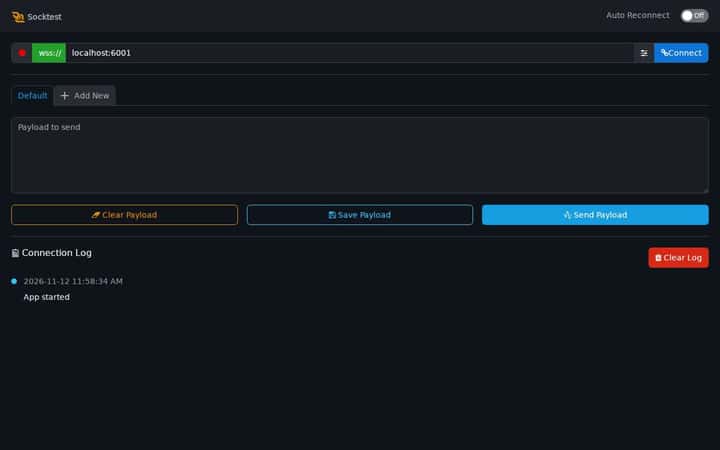 Socktest
Auto Reconnect Off
wss:// localhost:6001 Connect
Default Add New
Payload to send
Clear Payload Save Payload Send Payload
Connection Log Clear Log
2026-11-12 11:58:34 AM
App started